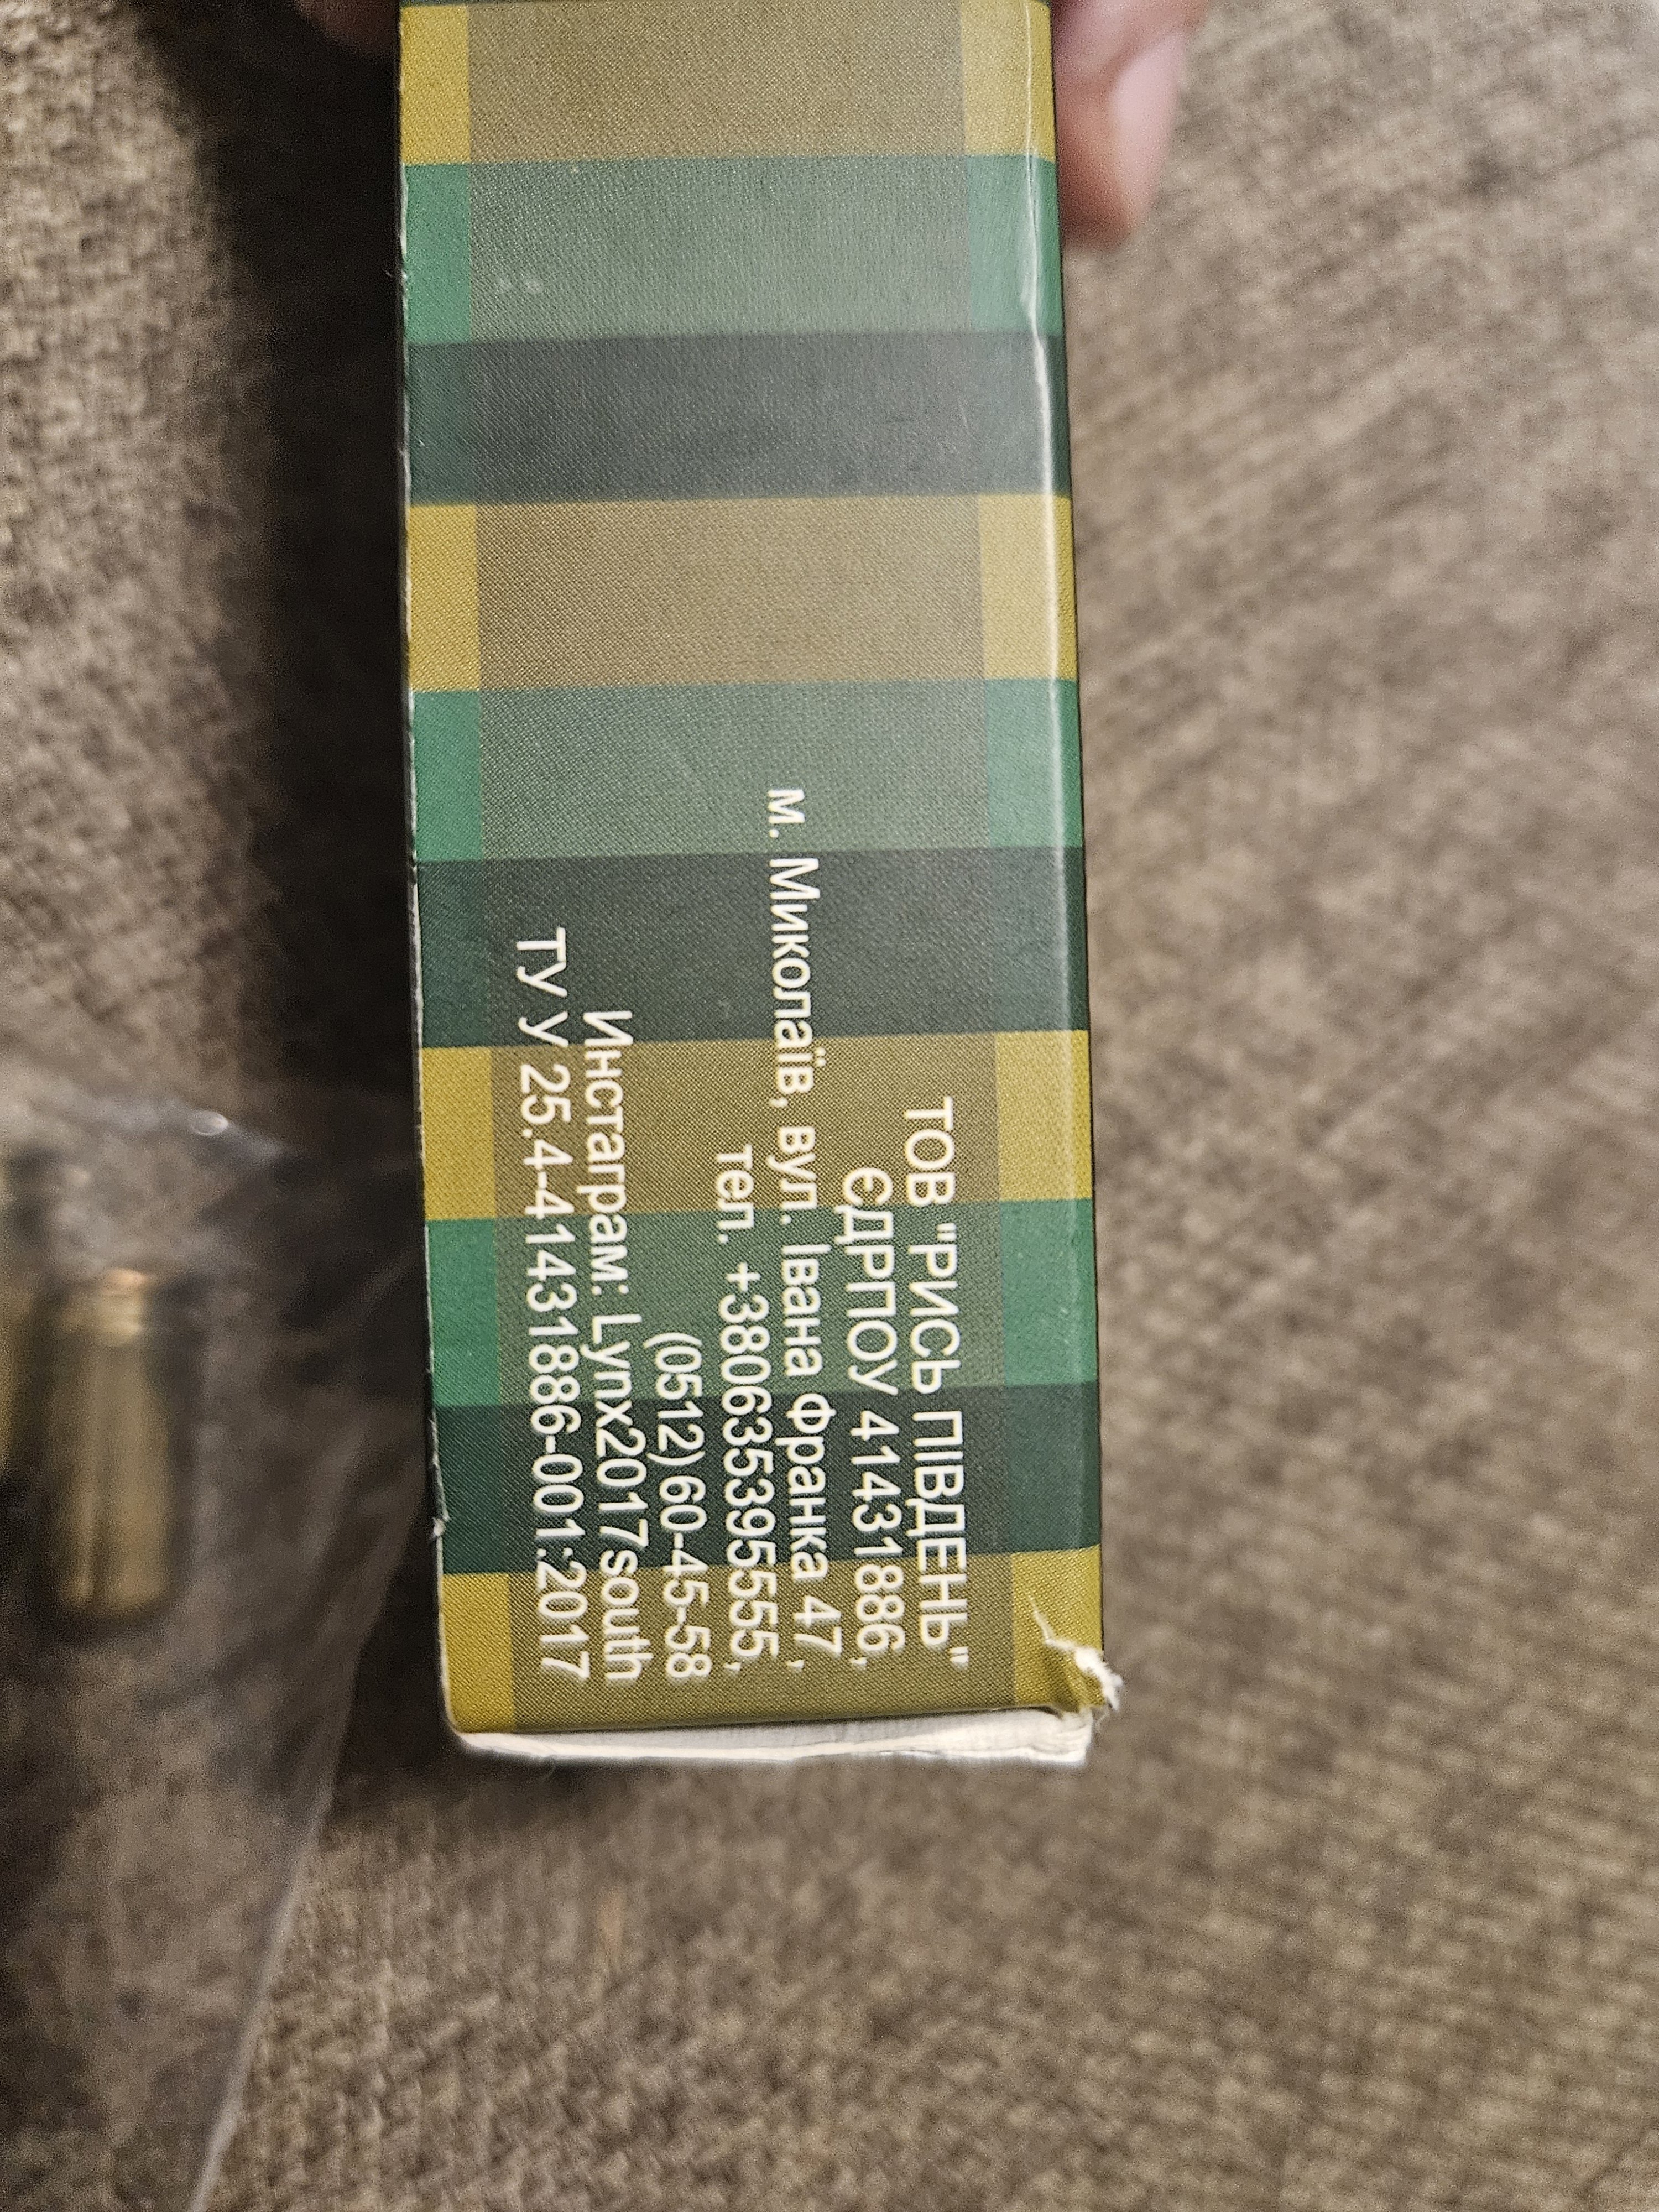 ТОВ "РИСЬ ПІВДЕНЬ"
ЄДРПОУ 41431886,
м. Миколаїв, вул. Івана Франка 47,
тел. +380635395555,
(0512) 60-45-58
Инстаграм: Lynx2017south
ТУ У 25.4-41431886-001:2017